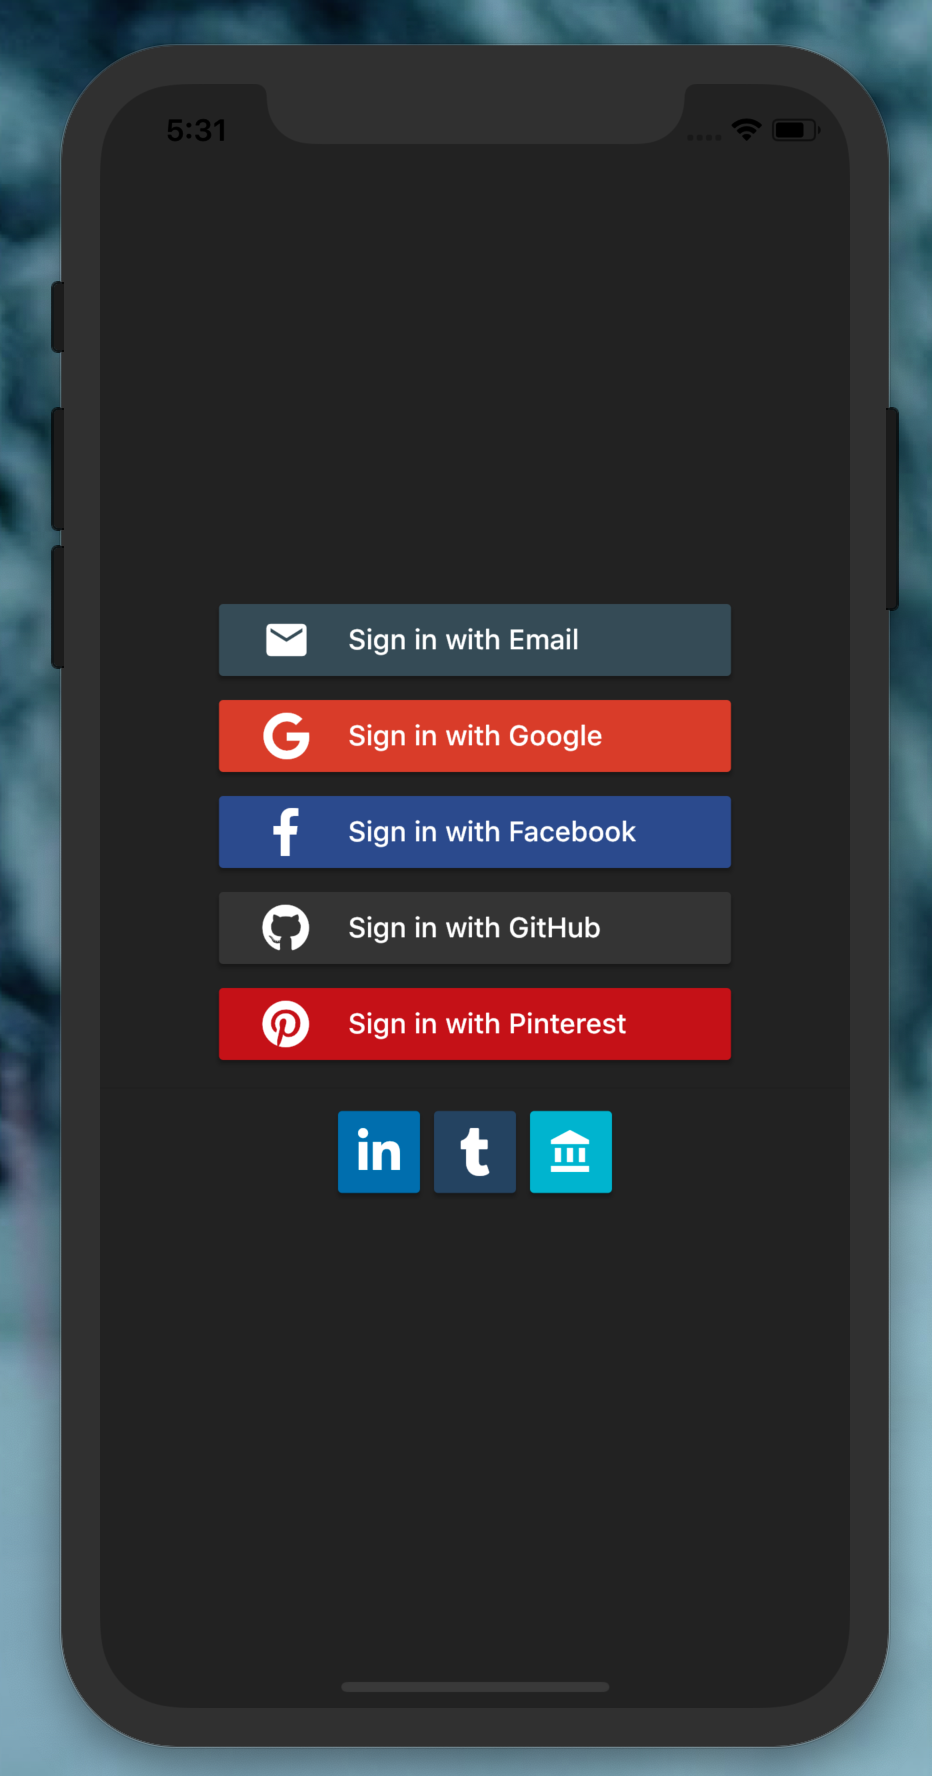 5:31
Sign in with Email
G Sign in with Google
f Sign in with Facebook
Sign in with GitHub
Sign in with Pinterest
in t